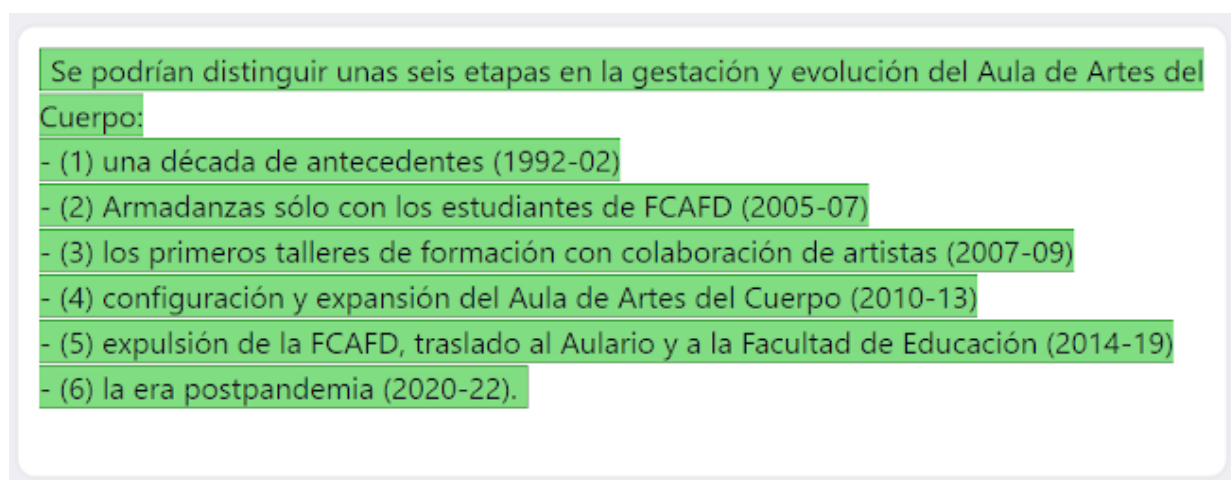 Se podrían distinguir unas seis etapas en la gestación y evolución del Aula de Artes del
Cuerpo:
- (1) una década de antecedentes (1992-02)
- (2) Armadanzas sólo con los estudiantes de FCAFD (2005-07)
- (3) los primeros talleres de formación con colaboración de artistas (2007-09)
- (4) configuración y expansión del Aula de Artes del Cuerpo (2010-13)
- (5) expulsión de la FCAFD, traslado al Aulario y a la Facultad de Educación (2014-19)
- (6) la era postpandemia (2020-22).